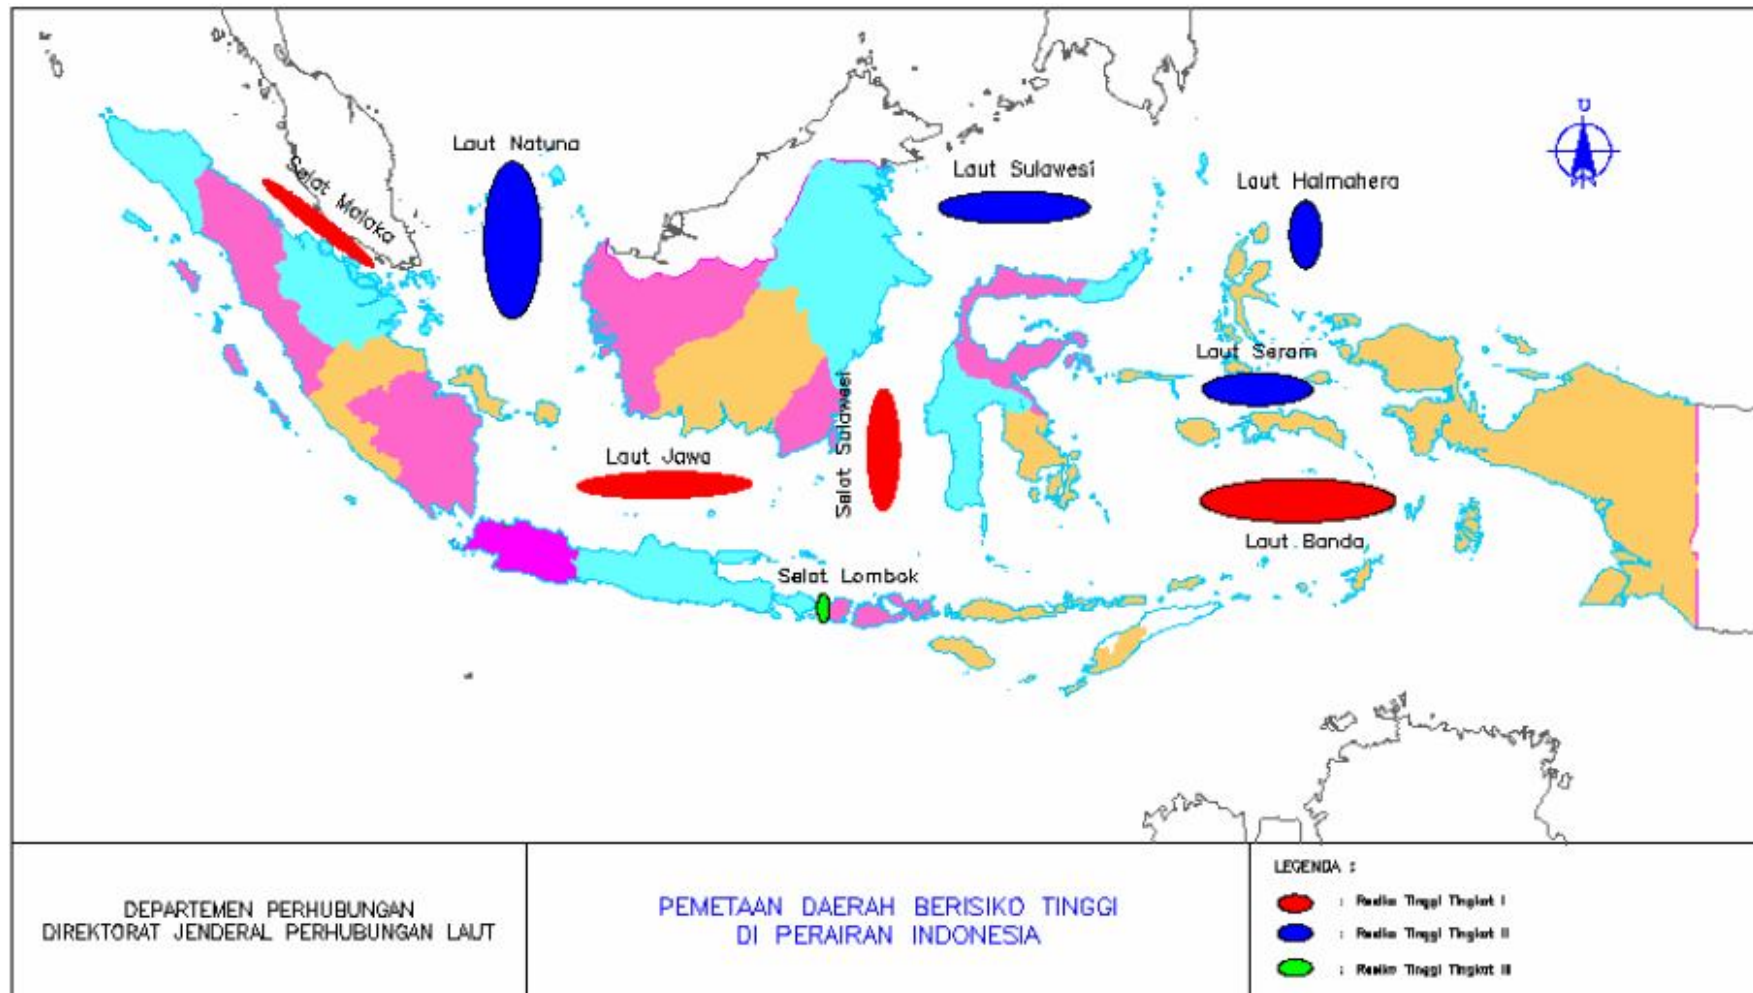 U
Laut Natuna
Selat Malaka
Laut Sulawesi
Laut Halmahera
Laut Seram
Selat Sulawesi
Laut Jawa
Laut Banda
Selat Lombok
DEPARTEMEN PERHUBUNGAN
DIREKTORAT JENDERAL PERHUBUNGAN LAUT
PEMETAAN DAERAH BERISIKO TINGGI
DI PERAIRAN INDONESIA
LEGENDA :
: Resiko Tinggi Tingkat I
: Resiko Tinggi Tingkat II
: Resiko Tinggi Tingkat III